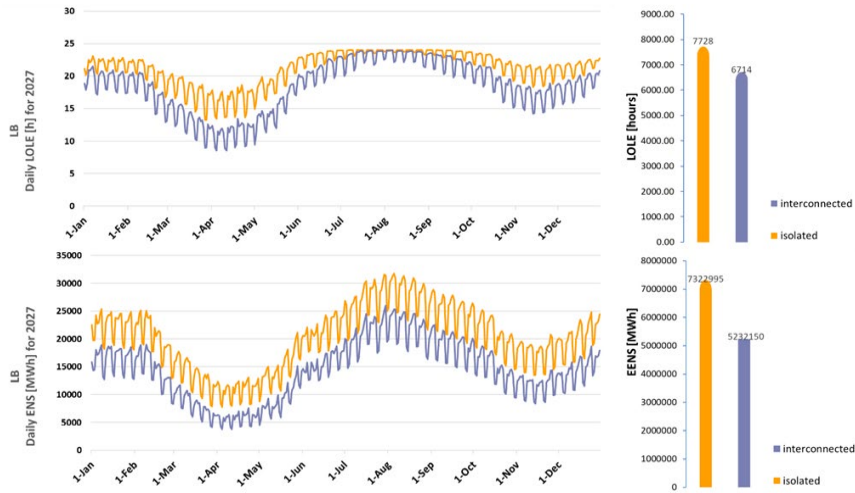 LB
Daily LOLE [h] for 2027
30
25
20
15
10
5
0
1-Jan
1-Feb
1-Mar
1-Apr
1-May
1-Jun
1-Jul
1-Aug
1-Sep
1-Oct
1-Nov
1-Dec
LOLE [hours]
9000.00
8000.00
7000.00
6000.00
5000.00
4000.00
3000.00
2000.00
1000.00
0.00
7728
6714
interconnected
isolated
LB
Daily ENS [MWh] for 2027
35000
30000
25000
20000
15000
10000
5000
0
1-Jan
1-Feb
1-Mar
1-Apr
1-May
1-Jun
1-Jul
1-Aug
1-Sep
1-Oct
1-Nov
1-Dec
EENS [MWh]
8000000
7000000
6000000
5000000
4000000
3000000
2000000
1000000
0
7322995
5232150
interconnected
isolated